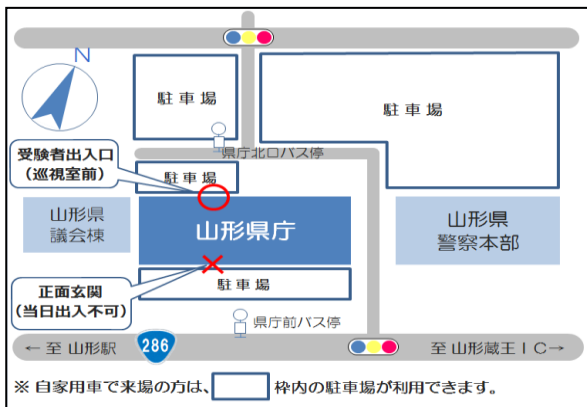 N
駐車場
駐車場
県庁北口バス停
受験者出入口
(巡視室前)
駐車場
山形県
議会棟
山形県庁
山形県
警察本部
正面玄関
(当日出入不可)
駐車場
県庁前バス停
← 至 山形駅
286
至 山形蔵王IC→
※ 自家用車で来場の方は、 枠内の駐車場が利用できます。